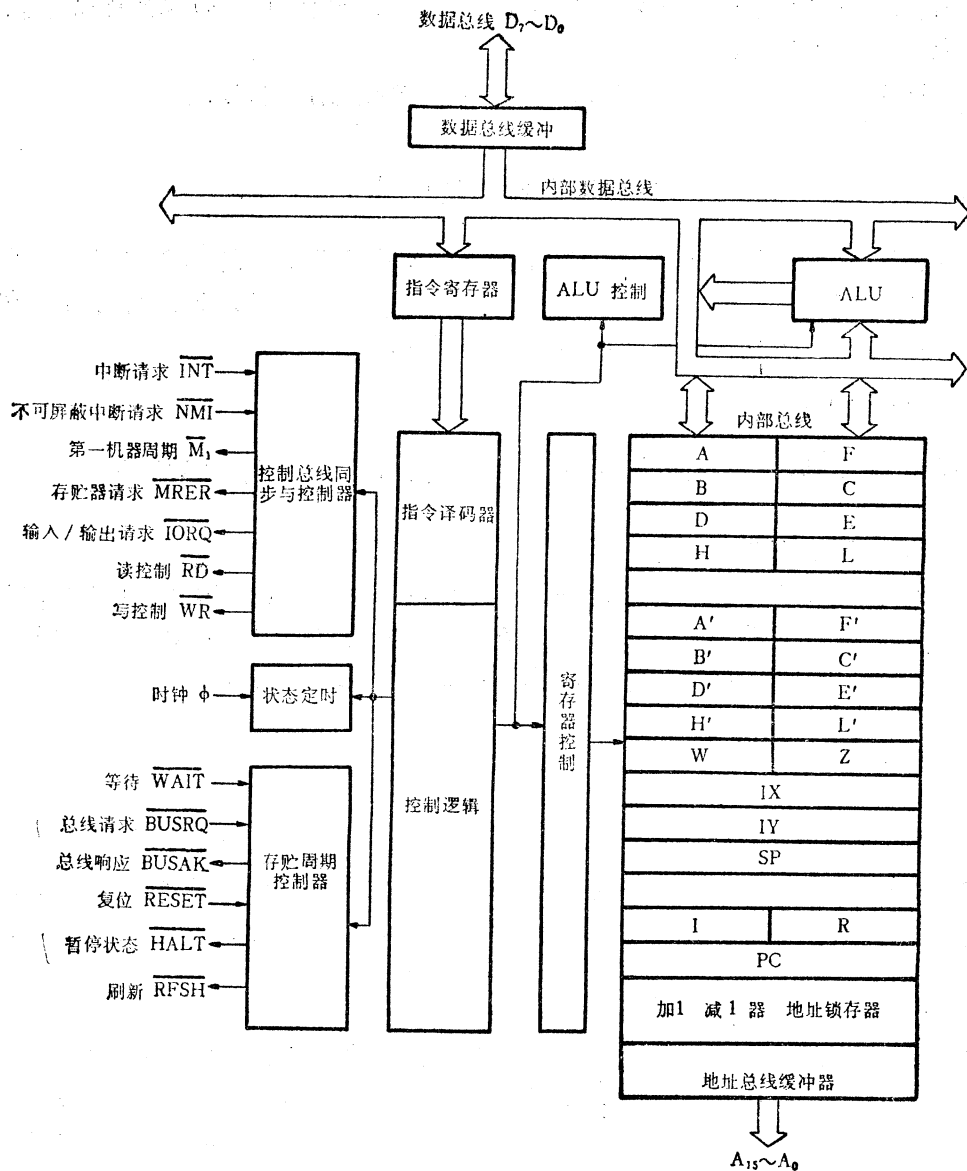 数据总线 D₇~D₀
数据总线缓冲
内部数据总线
指令寄存器
ALU 控制
ALU
中断请求 INT
不可屏蔽中断请求 NMI
第一机器周期 M₁
存贮器请求 MRER
输入/输出请求 IORQ
读控制 RD
写控制 WR
控制总线同
步与控制器
指令译码器
内部总线
A F
B C
D E
H L
A' F'
B' C'
D' E'
H' L'
W Z
IX
IY
SP
I R
PC
加1 减1器 地址锁存器
地址总线缓冲器
A₁₅~A₀
时钟 ϕ
状态定时
控制逻辑
寄存器控制
等待 WAIT
总线请求 BUSRQ
总线响应 BUSAK
复位 RESET
暂停状态 HALT
刷新 RFSH
存贮周期
控制器